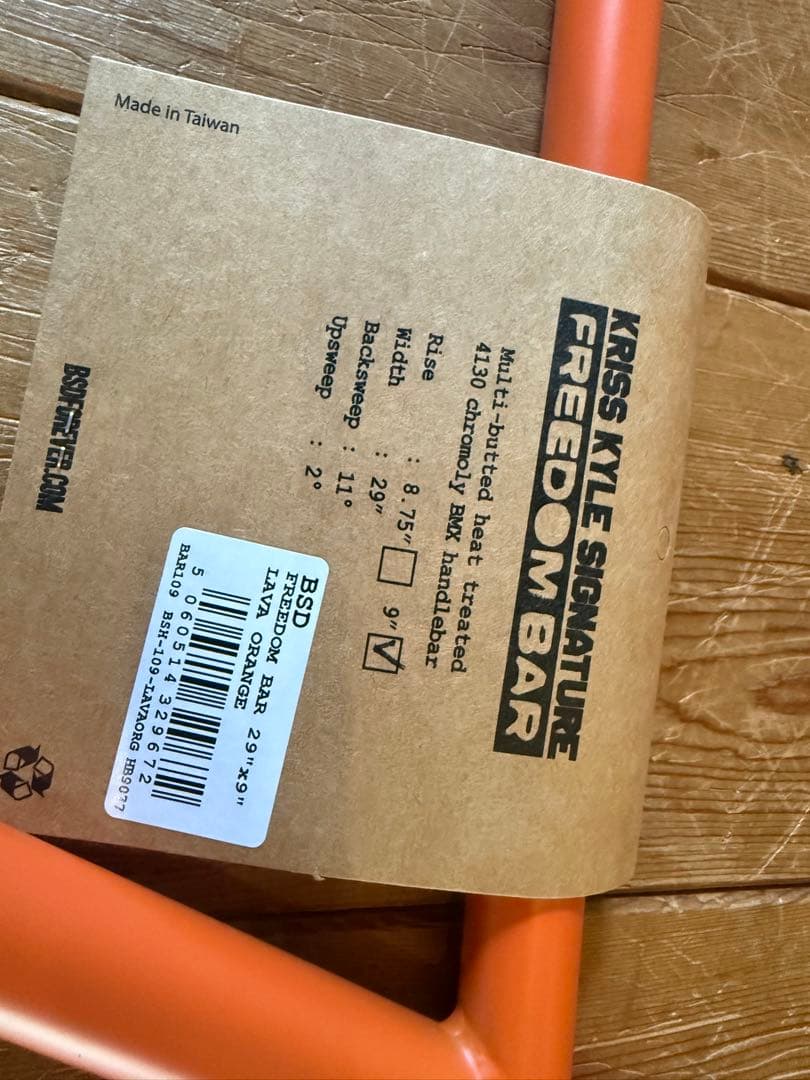 KRISS KYLE SIGNATURE
FREEDOM BAR
Multi-butted heat treated
4130 chromoly BMX handlebar
Rise : 8.75" 9"
Width : 29"
Backsweep : 11°
Upsweep : 2°
BSD
FREEDOM BAR 29"x9"
LAVA ORANGE
5 060514 329672
BAR109 BSH-109-LAVAORG HB9077
Made in Taiwan
BSDFOREVER.COM